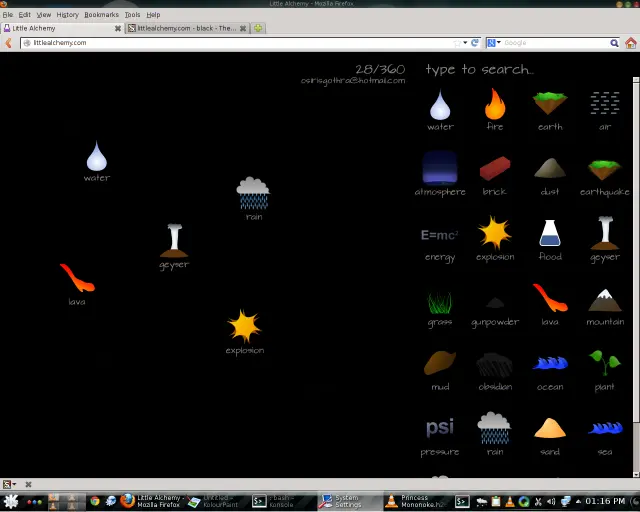 Little Alchemy - Mozilla Firefox
File Edit View History Bookmarks Tools Help
Little Alchemy
littlealchemy.com - black - The...
littlealchemy.com
Google
28/360
osirisgothra@hotmail.com
type to search...
water fire earth air
water
atmosphere brick dust earthquake
rain
E=mc²
energy explosion flood geyser
geyser
lava
grass gunpowder lava mountain
explosion
mud obsidian ocean plant
psi
pressure rain sand sea
Little Alchemy -
Mozilla Firefox
Untitled -
KolourPaint
: bash -
Konsole
System
Settings
Princess
Mononoke.h
01:16 PM